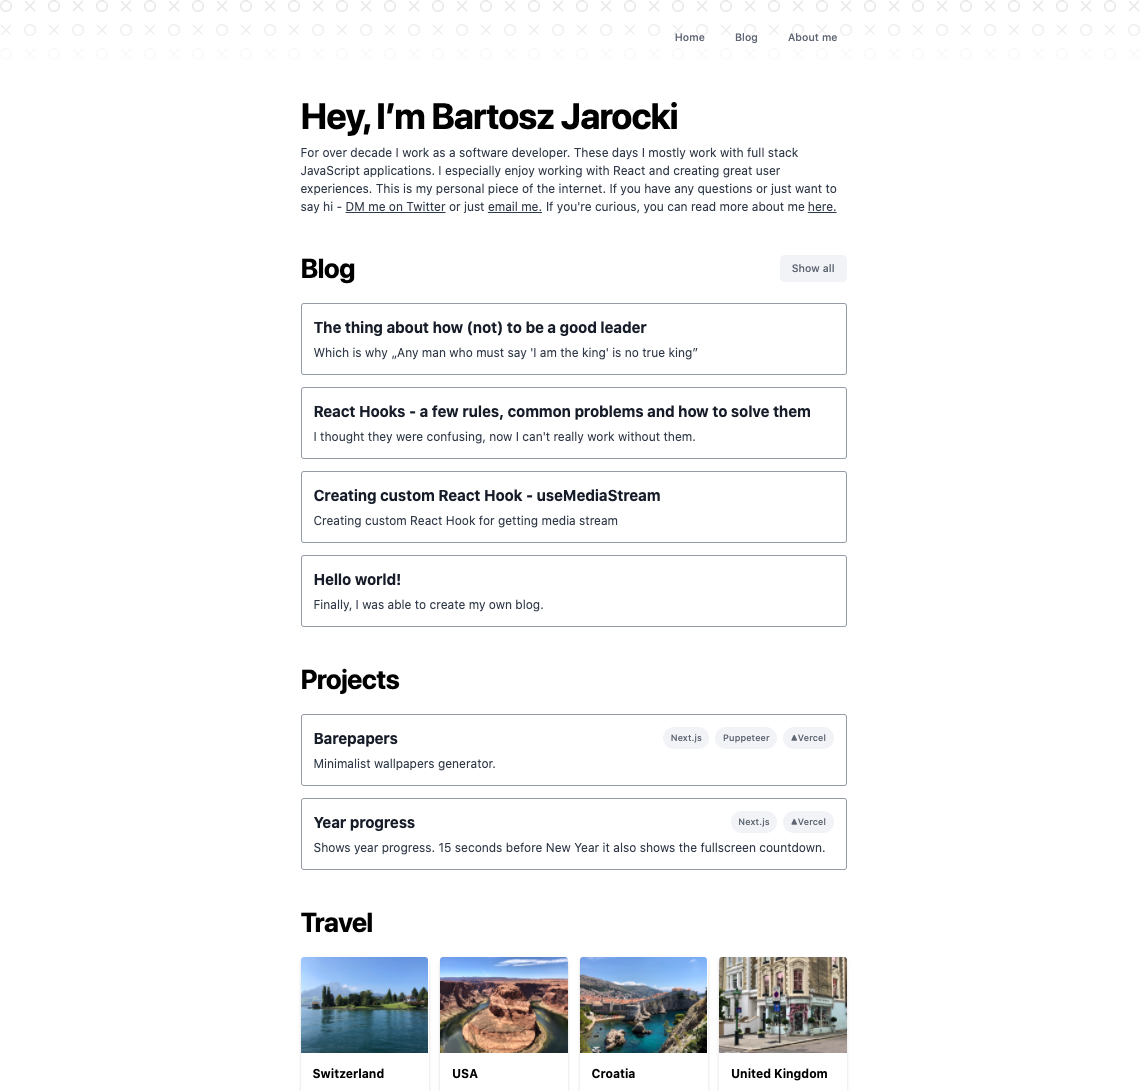 Home Blog About me
Hey, I’m Bartosz Jarocki
For over decade I work as a software developer. These days I mostly work with full stack
JavaScript applications. I especially enjoy working with React and creating great user
experiences. This is my personal piece of the internet. If you have any questions or just want to
say hi - DM me on Twitter or just email me. If you're curious, you can read more about me here.
Blog Show all
The thing about how (not) to be a good leader
Which is why „Any man who must say 'I am the king' is no true king”
React Hooks - a few rules, common problems and how to solve them
I thought they were confusing, now I can't really work without them.
Creating custom React Hook - useMediaStream
Creating custom React Hook for getting media stream
Hello world!
Finally, I was able to create my own blog.
Projects
Barepapers Next.js Puppeteer ▲Vercel
Minimalist wallpapers generator.
Year progress Next.js ▲Vercel
Shows year progress. 15 seconds before New Year it also shows the fullscreen countdown.
Travel
Switzerland USA Croatia United Kingdom